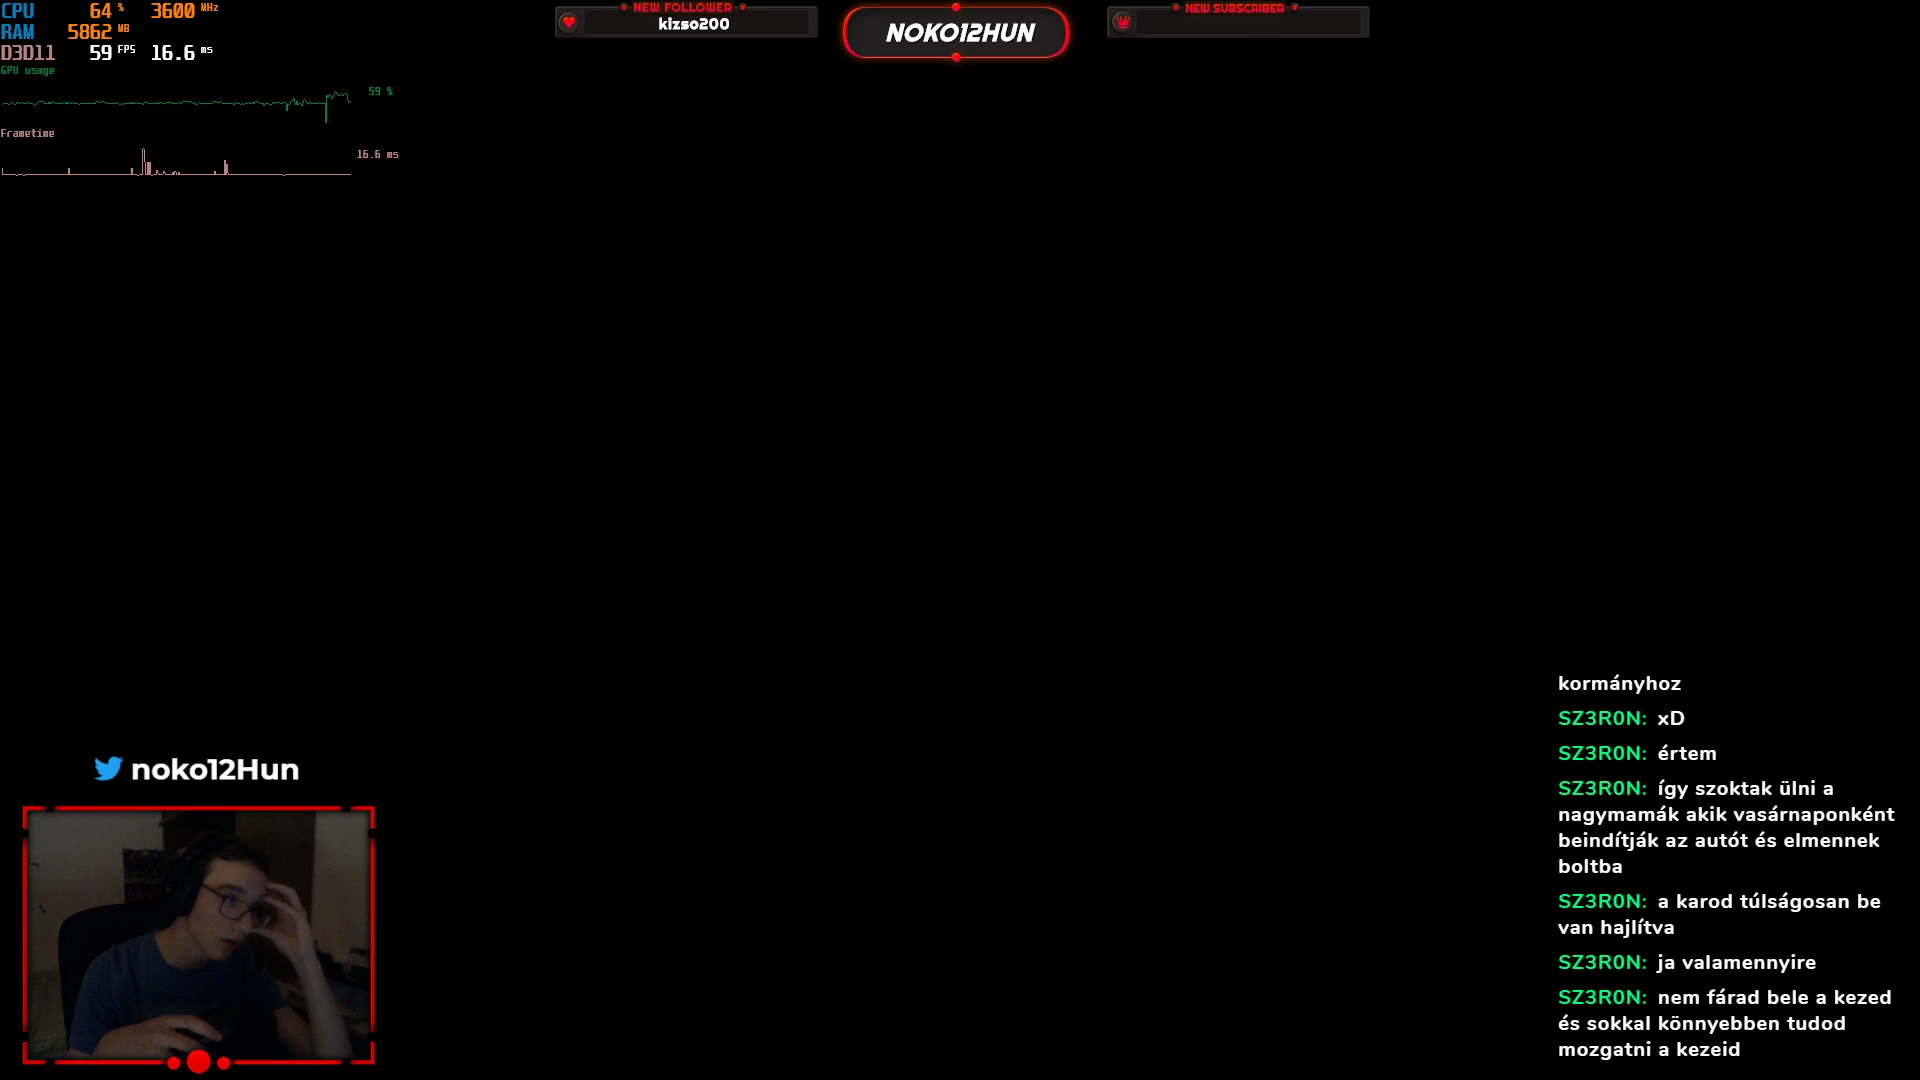 CPU 64 % 3600 MHz
RAM 5862 MB
D3D11 59 FPS 16.6 ms
GPU usage
59 %
Frametime
16.6 ms
NEW FOLLOWER
kizso200
NOKO12HUN
NEW SUBSCRIBER
noko12Hun
kormányhoz
SZ3R0N: xD
SZ3R0N: értem
SZ3R0N: így szoktak ülni a
nagymamák akik vasárnaponként
beindítják az autót és elmennek
boltba
SZ3R0N: a karod túlságosan be
van hajlítva
SZ3R0N: ja valamennyire
SZ3R0N: nem fárad bele a kezed
és sokkal könnyebben tudod
mozgatni a kezeid